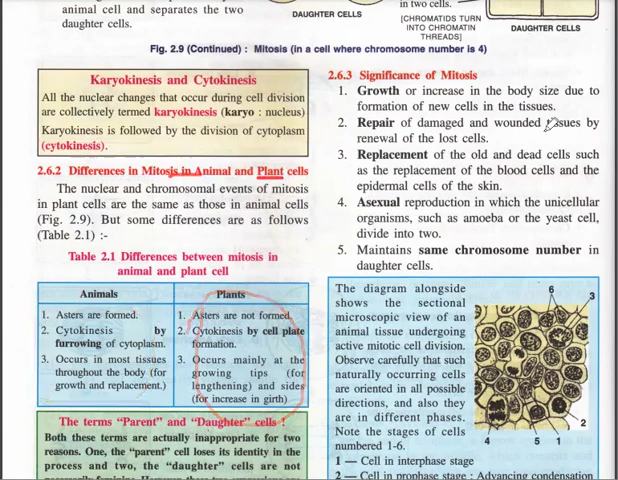 animal cell and separates the two
daughter cells.
DAUGHTER CELLS
in two cells.
[CHROMATIDS TURN
INTO CHROMATIN
THREADS]
DAUGHTER CELLS
Fig. 2.9 (Continued) : Mitosis (in a cell where chromosome number is 4)
Karyokinesis and Cytokinesis
All the nuclear changes that occur during cell division
are collectively termed karyokinesis (karyo : nucleus)
Karyokinesis is followed by the division of cytoplasm
(cytokinesis).
2.6.2 Differences in Mitosis in Animal and Plant cells
The nuclear and chromosomal events of mitosis
in plant cells are the same as those in animal cells
(Fig. 2.9). But some differences are as follows
(Table 2.1) :-
Table 2.1 Differences between mitosis in
animal and plant cell
Animals
1. Asters are formed.
2. Cytokinesis by
furrowing of cytoplasm.
3. Occurs in most tissues
throughout the body (for
growth and replacement.)
Plants
1. Asters are not formed.
2. Cytokinesis by cell plate
formation.
3. Occurs mainly at the
growing tips (for
lengthening) and sides
(for increase in girth)
The terms “Parent” and “Daughter” cells !
Both these terms are actually inappropriate for two
reasons. One, the “parent” cell loses its identity in the
process and two, the “daughter” cells are not
2.6.3 Significance of Mitosis
1. Growth or increase in the body size due to
formation of new cells in the tissues.
2. Repair of damaged and wounded tissues by
renewal of the lost cells.
3. Replacement of the old and dead cells such
as the replacement of the blood cells and the
epidermal cells of the skin.
4. Asexual reproduction in which the unicellular
organisms, such as amoeba or the yeast cell,
divide into two.
5. Maintains same chromosome number in
daughter cells.
The diagram alongside
shows the sectional
microscopic view of an
animal tissue undergoing
active mitotic cell division.
Observe carefully that such
naturally occurring cells
are oriented in all possible
directions, and also they
are in different phases.
Note the stages of cells
numbered 1-6.
6
3
2
4
5
1
1 — Cell in interphase stage
2 — Cell in prophase stage : Advancing condensation